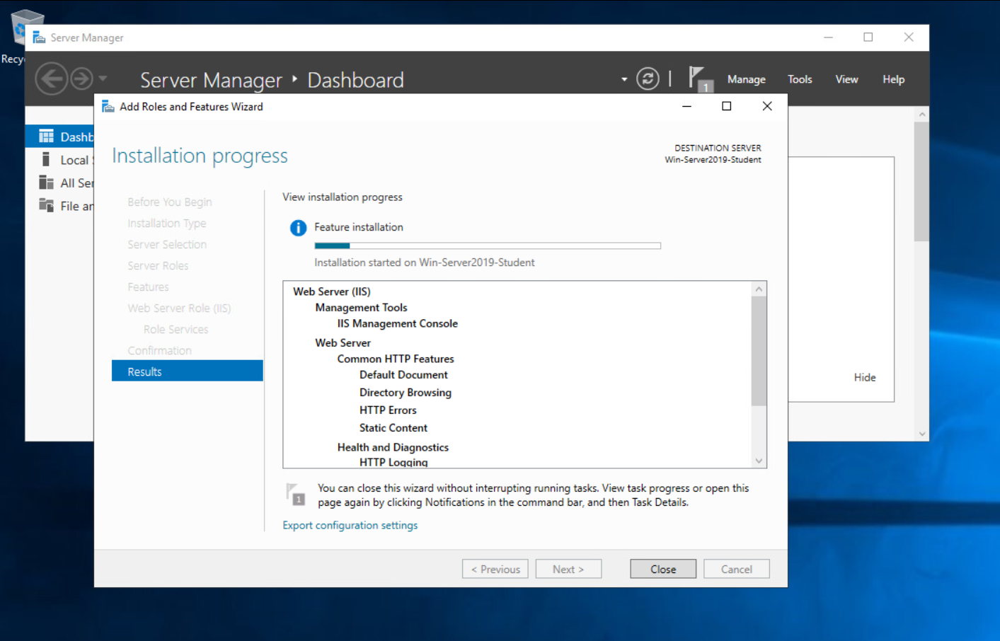 Recy
Server Manager
Server Manager ‣ Dashboard
1
Manage
Tools
View
Help
Dashb
Local S
All Ser
File an
Add Roles and Features Wizard
Installation progress
DESTINATION SERVER
Win-Server2019-Student
Before You Begin
Installation Type
Server Selection
Server Roles
Features
Web Server Role (IIS)
Role Services
Confirmation
Results
View installation progress
Feature installation
Installation started on Win-Server2019-Student
Web Server (IIS)
Management Tools
IIS Management Console
Web Server
Common HTTP Features
Default Document
Directory Browsing
HTTP Errors
Static Content
Health and Diagnostics
HTTP Logging
1
You can close this wizard without interrupting running tasks. View task progress or open this
page again by clicking Notifications in the command bar, and then Task Details.
Export configuration settings
< Previous
Next >
Close
Cancel
Hide